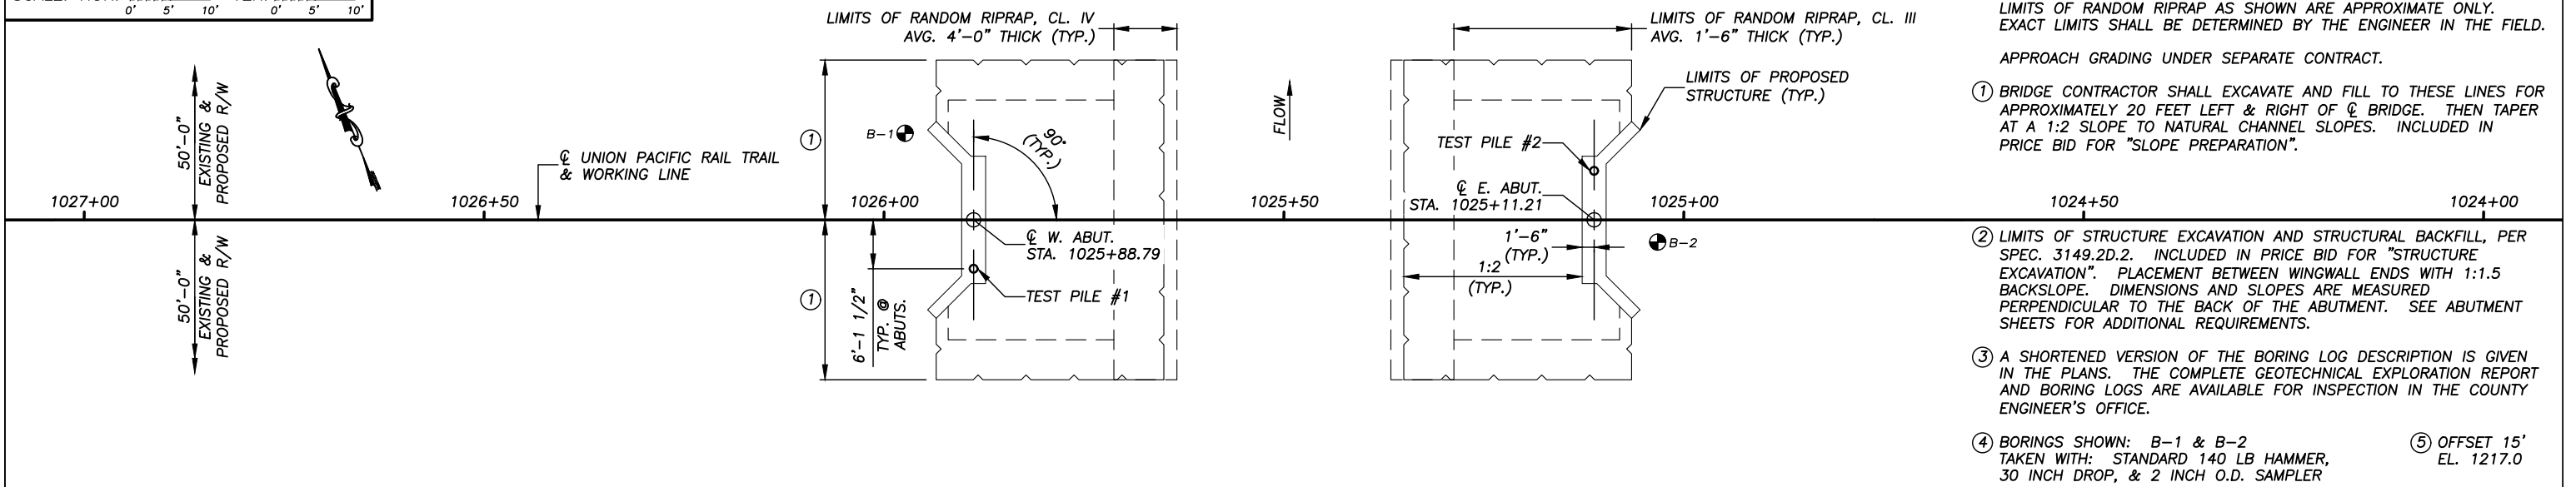 0' 5' 10' 0' 5' 10'
LIMITS OF RANDOM RIPRAP, CL. IV
AVG. 4'-0" THICK (TYP.)
LIMITS OF RANDOM RIPRAP, CL. III
AVG. 1'-6" THICK (TYP.)
LIMITS OF PROPOSED
STRUCTURE (TYP.)
FLOW
50'-0"
EXISTING &
PROPOSED R/W
℄ UNION PACIFIC RAIL TRAIL
& WORKING LINE
①
B-1
90°
(TYP.)
TEST PILE #2
℄ E. ABUT.
STA. 1025+11.21
1027+00
1026+50
1026+00
1025+50
1025+00
1024+50
1024+00
50'-0"
EXISTING &
PROPOSED R/W
①
6'-1 1/2"
TYP. @
ABUTS.
℄ W. ABUT.
STA. 1025+88.79
TEST PILE #1
1'-6"
(TYP.)
1:2
(TYP.)
B-2
LIMITS OF RANDOM RIPRAP AS SHOWN ARE APPROXIMATE ONLY.
EXACT LIMITS SHALL BE DETERMINED BY THE ENGINEER IN THE FIELD.
APPROACH GRADING UNDER SEPARATE CONTRACT.
① BRIDGE CONTRACTOR SHALL EXCAVATE AND FILL TO THESE LINES FOR
APPROXIMATELY 20 FEET LEFT & RIGHT OF ℄ BRIDGE. THEN TAPER
AT A 1:2 SLOPE TO NATURAL CHANNEL SLOPES. INCLUDED IN
PRICE BID FOR "SLOPE PREPARATION".
② LIMITS OF STRUCTURE EXCAVATION AND STRUCTURAL BACKFILL, PER
SPEC. 3149.2D.2. INCLUDED IN PRICE BID FOR "STRUCTURE
EXCAVATION". PLACEMENT BETWEEN WINGWALL ENDS WITH 1:1.5
BACKSLOPE. DIMENSIONS AND SLOPES ARE MEASURED
PERPENDICULAR TO THE BACK OF THE ABUTMENT. SEE ABUTMENT
SHEETS FOR ADDITIONAL REQUIREMENTS.
③ A SHORTENED VERSION OF THE BORING LOG DESCRIPTION IS GIVEN
IN THE PLANS. THE COMPLETE GEOTECHNICAL EXPLORATION REPORT
AND BORING LOGS ARE AVAILABLE FOR INSPECTION IN THE COUNTY
ENGINEER'S OFFICE.
④ BORINGS SHOWN: B-1 & B-2
TAKEN WITH: STANDARD 140 LB HAMMER,
30 INCH DROP, & 2 INCH O.D. SAMPLER
⑤ OFFSET 15'
EL. 1217.0